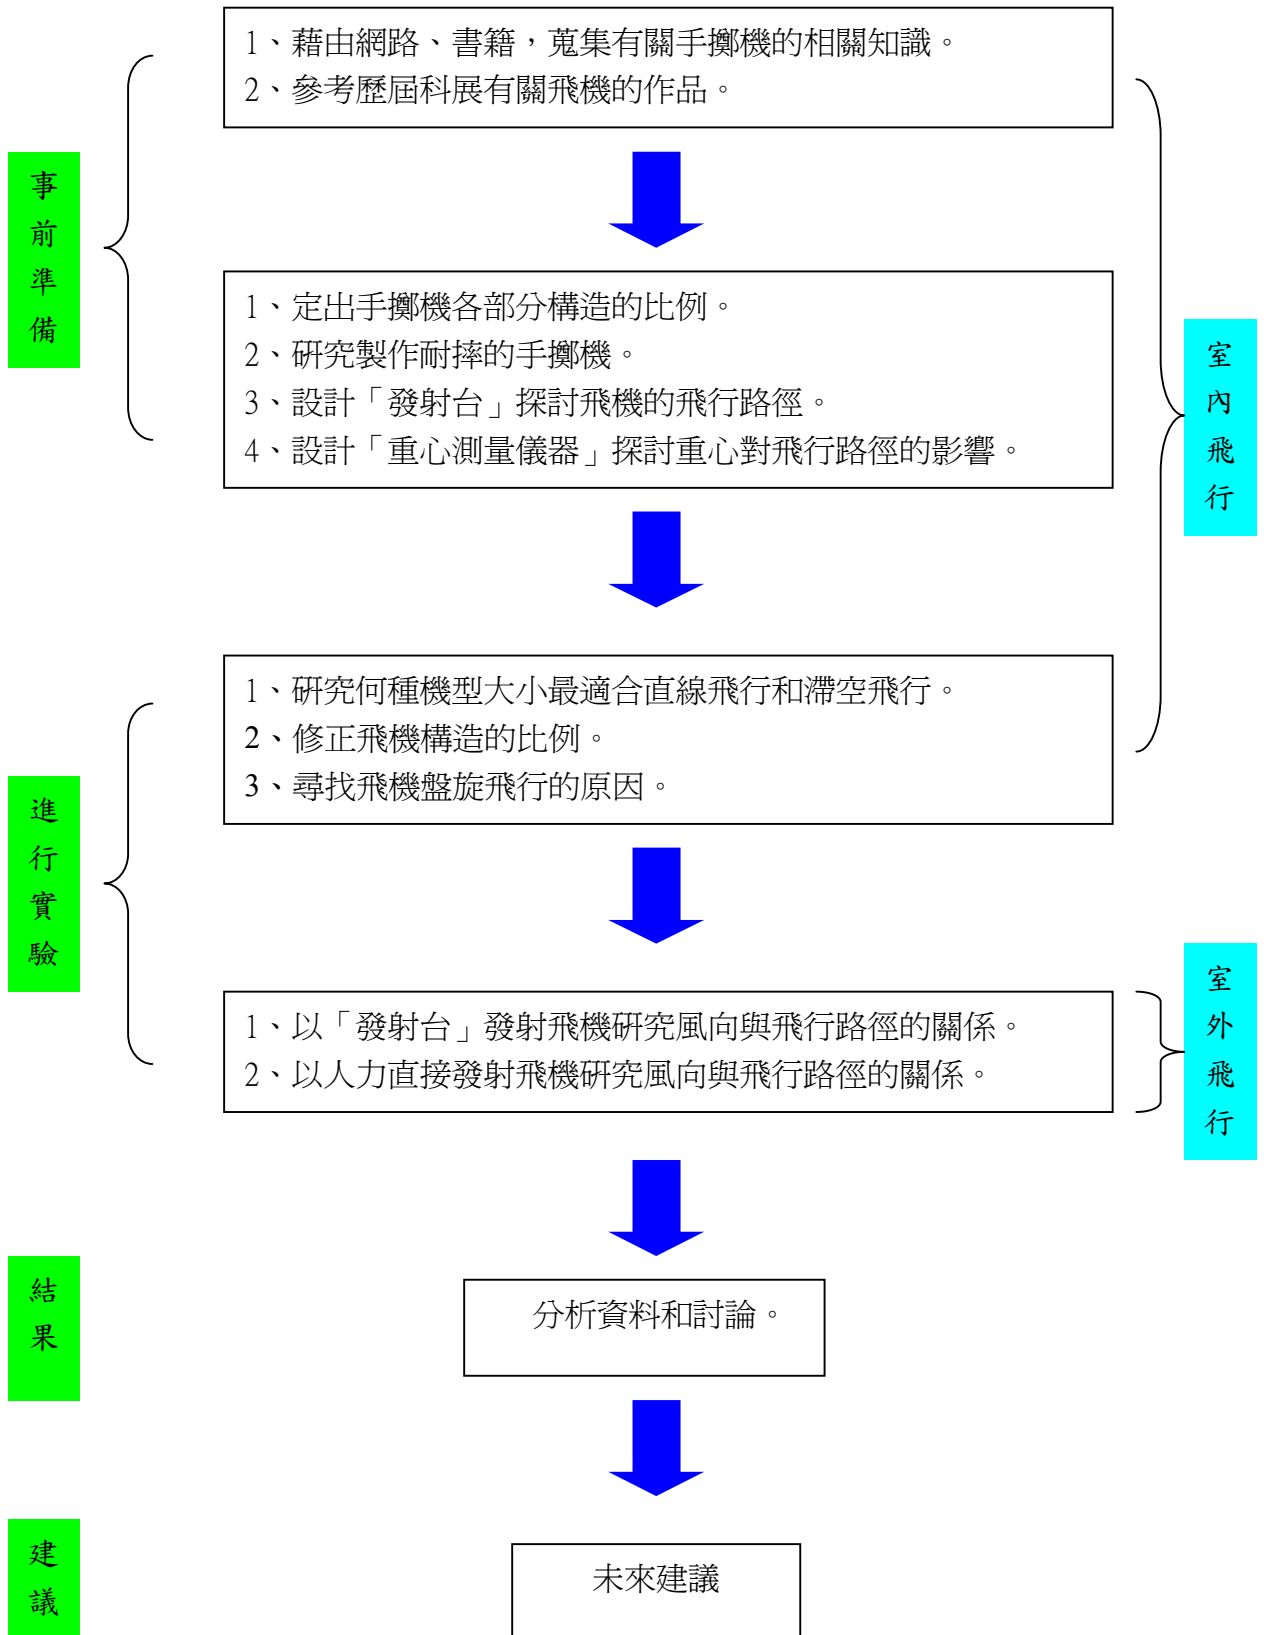 1、藉由網路、書籍，蒐集有關手擲機的相關知識。
2、參考歷屆科展有關飛機的作品。
事前準備
1、定出手擲機各部分構造的比例。
2、研究製作耐摔的手擲機。
3、設計「發射台」探討飛機的飛行路徑。
4、設計「重心測量儀器」探討重心對飛行路徑的影響。
室內飛行
1、研究何種機型大小最適合直線飛行和滯空飛行。
2、修正飛機構造的比例。
3、尋找飛機盤旋飛行的原因。
進行實驗
1、以「發射台」發射飛機研究風向與飛行路徑的關係。
2、以人力直接發射飛機研究風向與飛行路徑的關係。
室外飛行
結果
分析資料和討論。
建議
未來建議